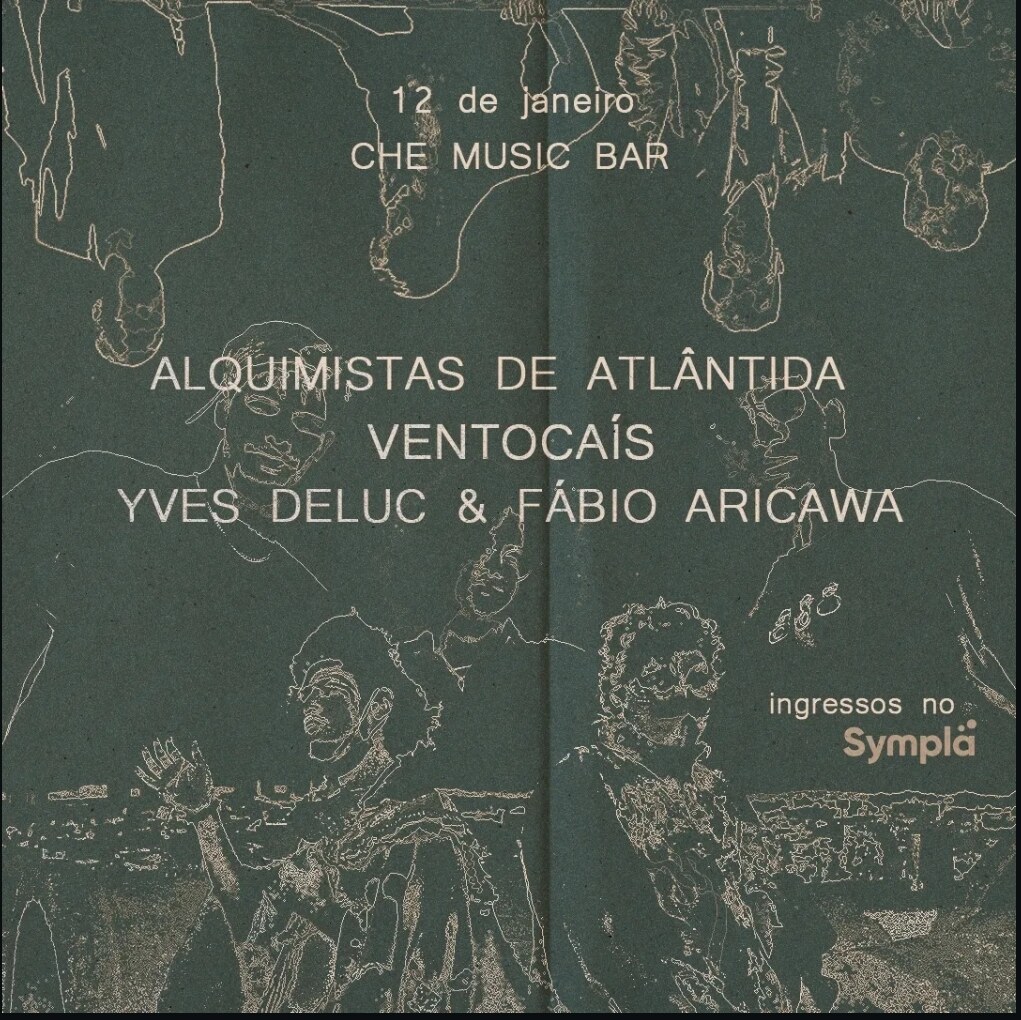 12 de janeiro
CHE MUSIC BAR
ALQUIMISTAS DE ATLÂNTIDA
VENTOCAÍS
YVES DELUC & FÁBIO ARICAWA
ingressos no
Sympla